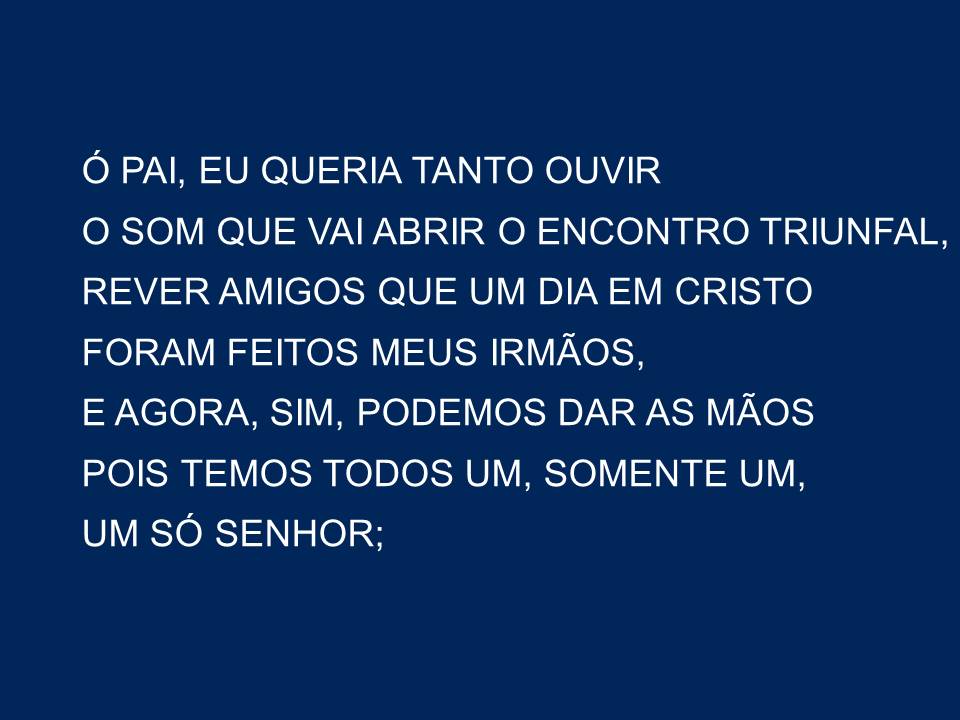 Ó PAI, EU QUERIA TANTO OUVIR
O SOM QUE VAI ABRIR O ENCONTRO TRIUNFAL,
REVER AMIGOS QUE UM DIA EM CRISTO
FORAM FEITOS MEUS IRMÃOS,
E AGORA, SIM, PODEMOS DAR AS MÃOS
POIS TEMOS TODOS UM, SOMENTE UM,
UM SÓ SENHOR;